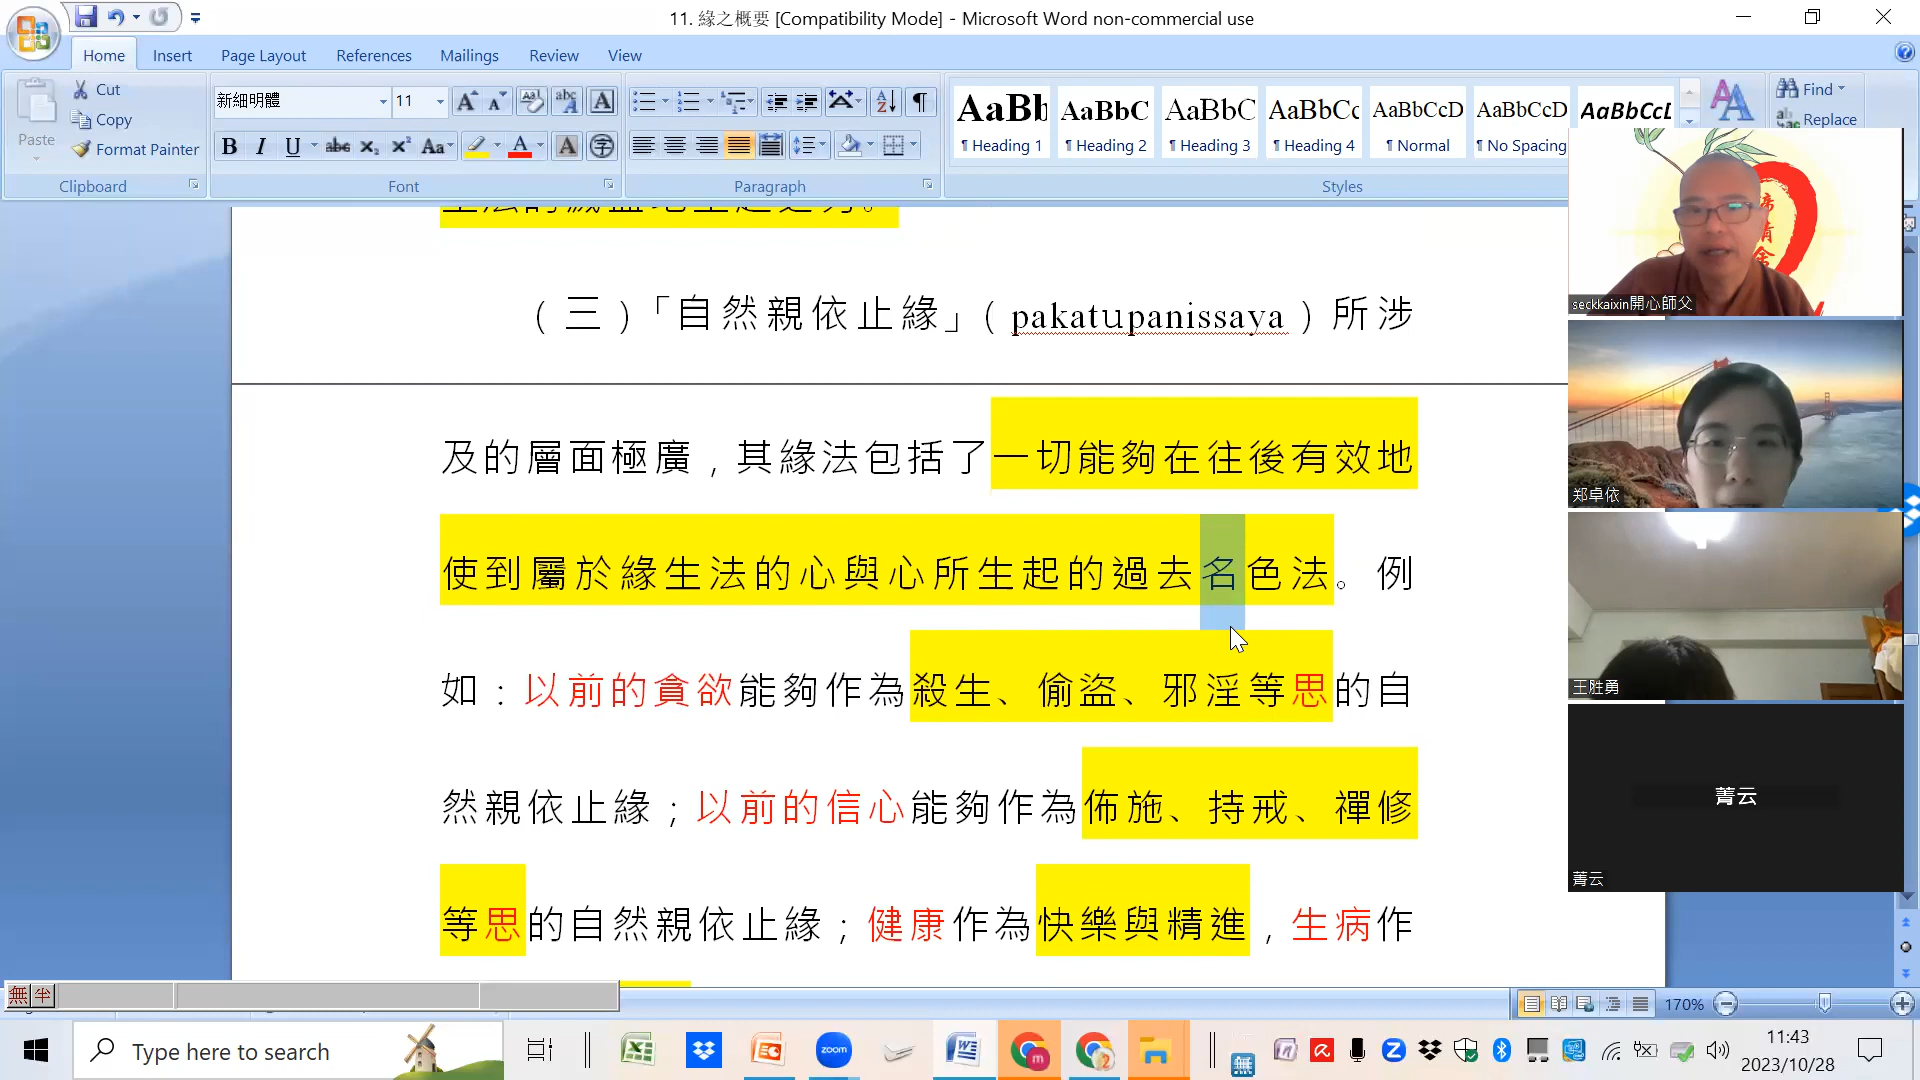 11. 緣之概要 [Compatibility Mode] - Microsoft Word non-commercial use
Home Insert Page Layout References Mailings Review View
Paste
Cut
Copy
Format Painter
Clipboard
新細明體 11
Font
Paragraph
AaBb AaBbC AaBbC AaBbCc AaBbCcD AaBbCcD AaBbCcL
¶ Heading 1 ¶ Heading 2 ¶ Heading 3 ¶ Heading 4 ¶ Normal ¶ No Spacing
Styles
Find
Replace
(三)「自然親依止緣」(pakatupanissaya)所涉
及的層面極廣,其緣法包括了一切能夠在往後有效地
使到屬於緣生法的心與心所生起的過去名色法。例
如:以前的貪欲能夠作為殺生、偷盜、邪淫等思的自
然親依止緣;以前的信心能夠作為佈施、持戒、禪修
等思的自然親依止緣;健康作為快樂與精進,生病作
seckkaixin開心師父
郑卓依
王胜勇
菁云
菁云
無 半
170%
Type here to search
zoom
11:43
2023/10/28